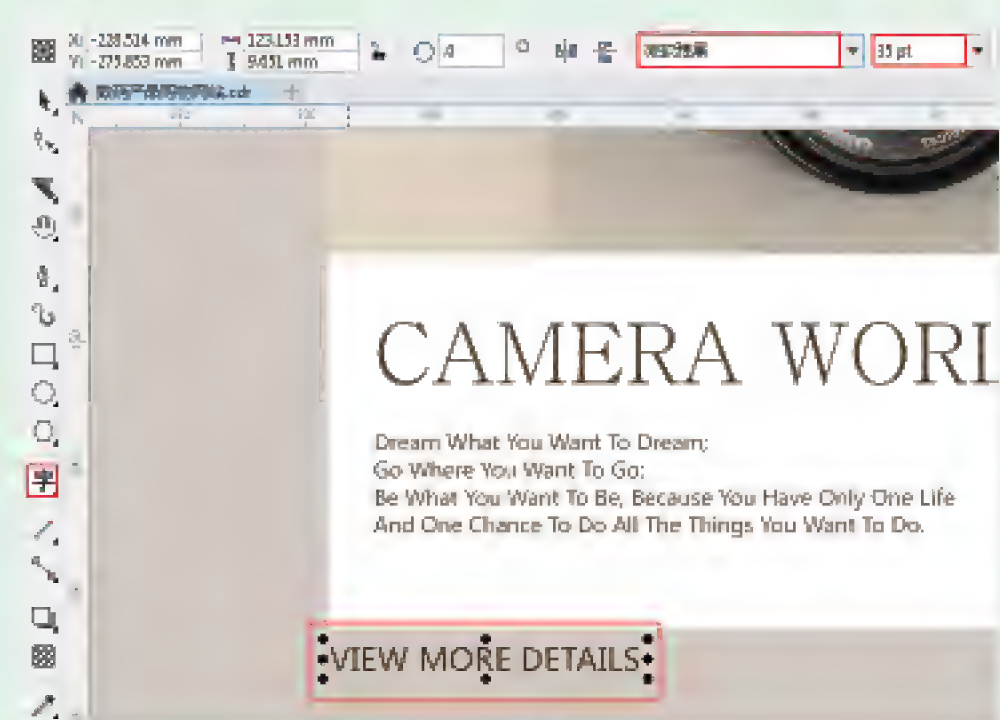 X: -228.514 mm 123.153 mm
Y: -275.853 mm 9.651 mm
35 pt
.cdr
字
CAMERA WORL
Dream What You Want To Dream;
Go Where You Want To Go;
Be What You Want To Be, Because You Have Only One Life
And One Chance To Do All The Things You Want To Do.
VIEW MORE DETAILS